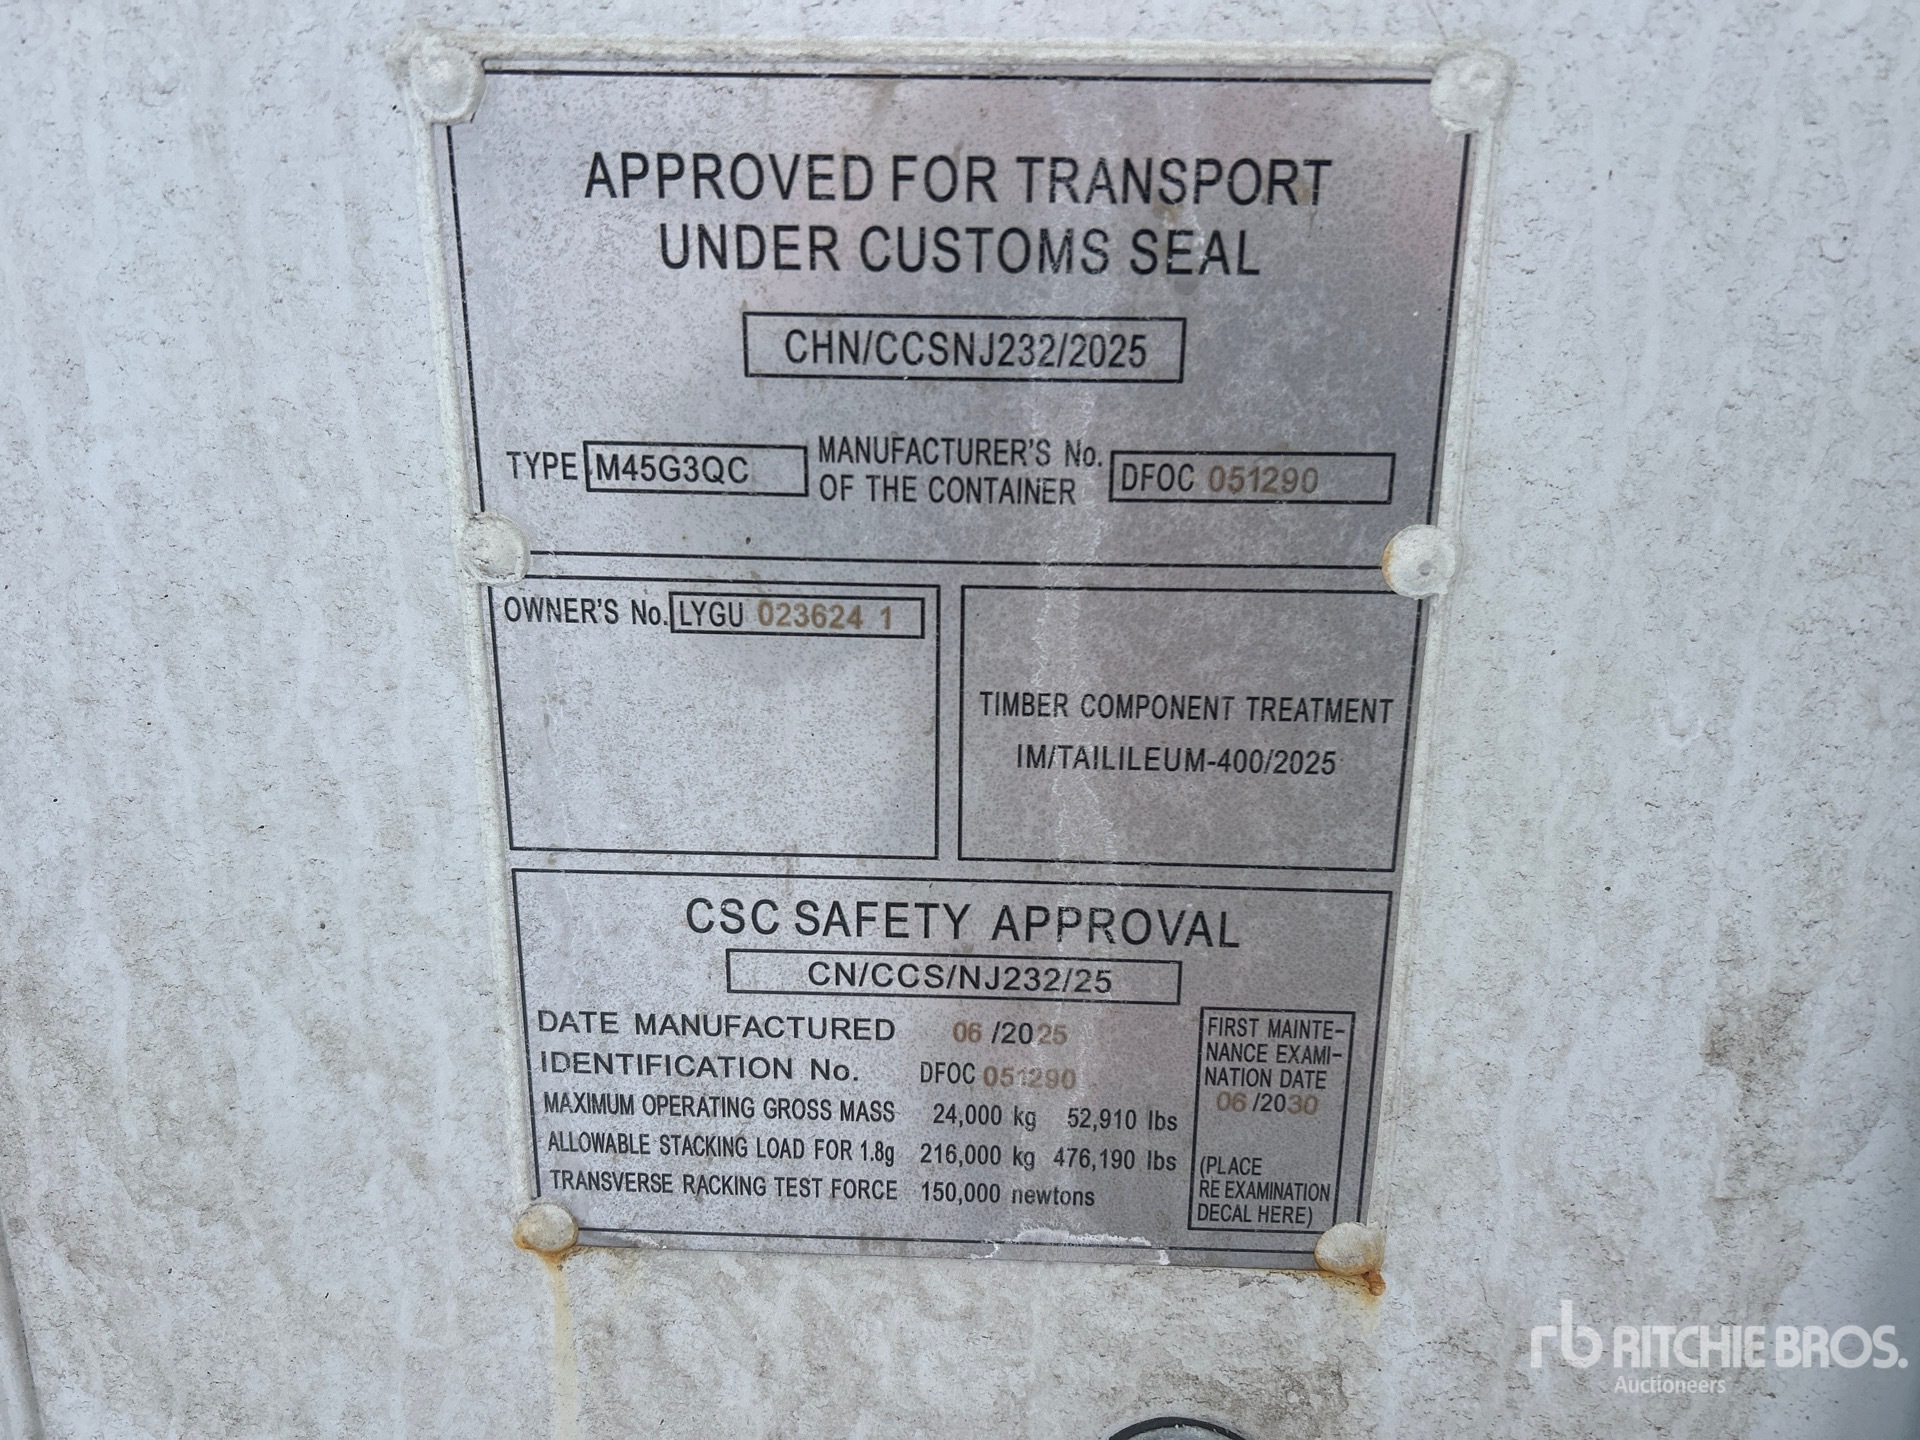 APPROVED FOR TRANSPORT
UNDER CUSTOMS SEAL
CHN/CCSNJ232/2025
TYPE M45G3QC MANUFACTURER'S No. OF THE CONTAINER DFOC 051290
OWNER'S No. LYGU 023624 1
TIMBER COMPONENT TREATMENT
IM/TAILILEUM-400/2025
CSC SAFETY APPROVAL
CN/CCS/NJ232/25
DATE MANUFACTURED 06 /2025
IDENTIFICATION No. DFOC 051290
MAXIMUM OPERATING GROSS MASS 24,000 kg 52,910 lbs
ALLOWABLE STACKING LOAD FOR 1.8g 216,000 kg 476,190 lbs
TRANSVERSE RACKING TEST FORCE 150,000 newtons
FIRST MAINTE-
NANCE EXAMI-
NATION DATE
06 /2030
(PLACE
RE EXAMINATION
DECAL HERE)
rb RITCHIE BROS.
Auctioneers